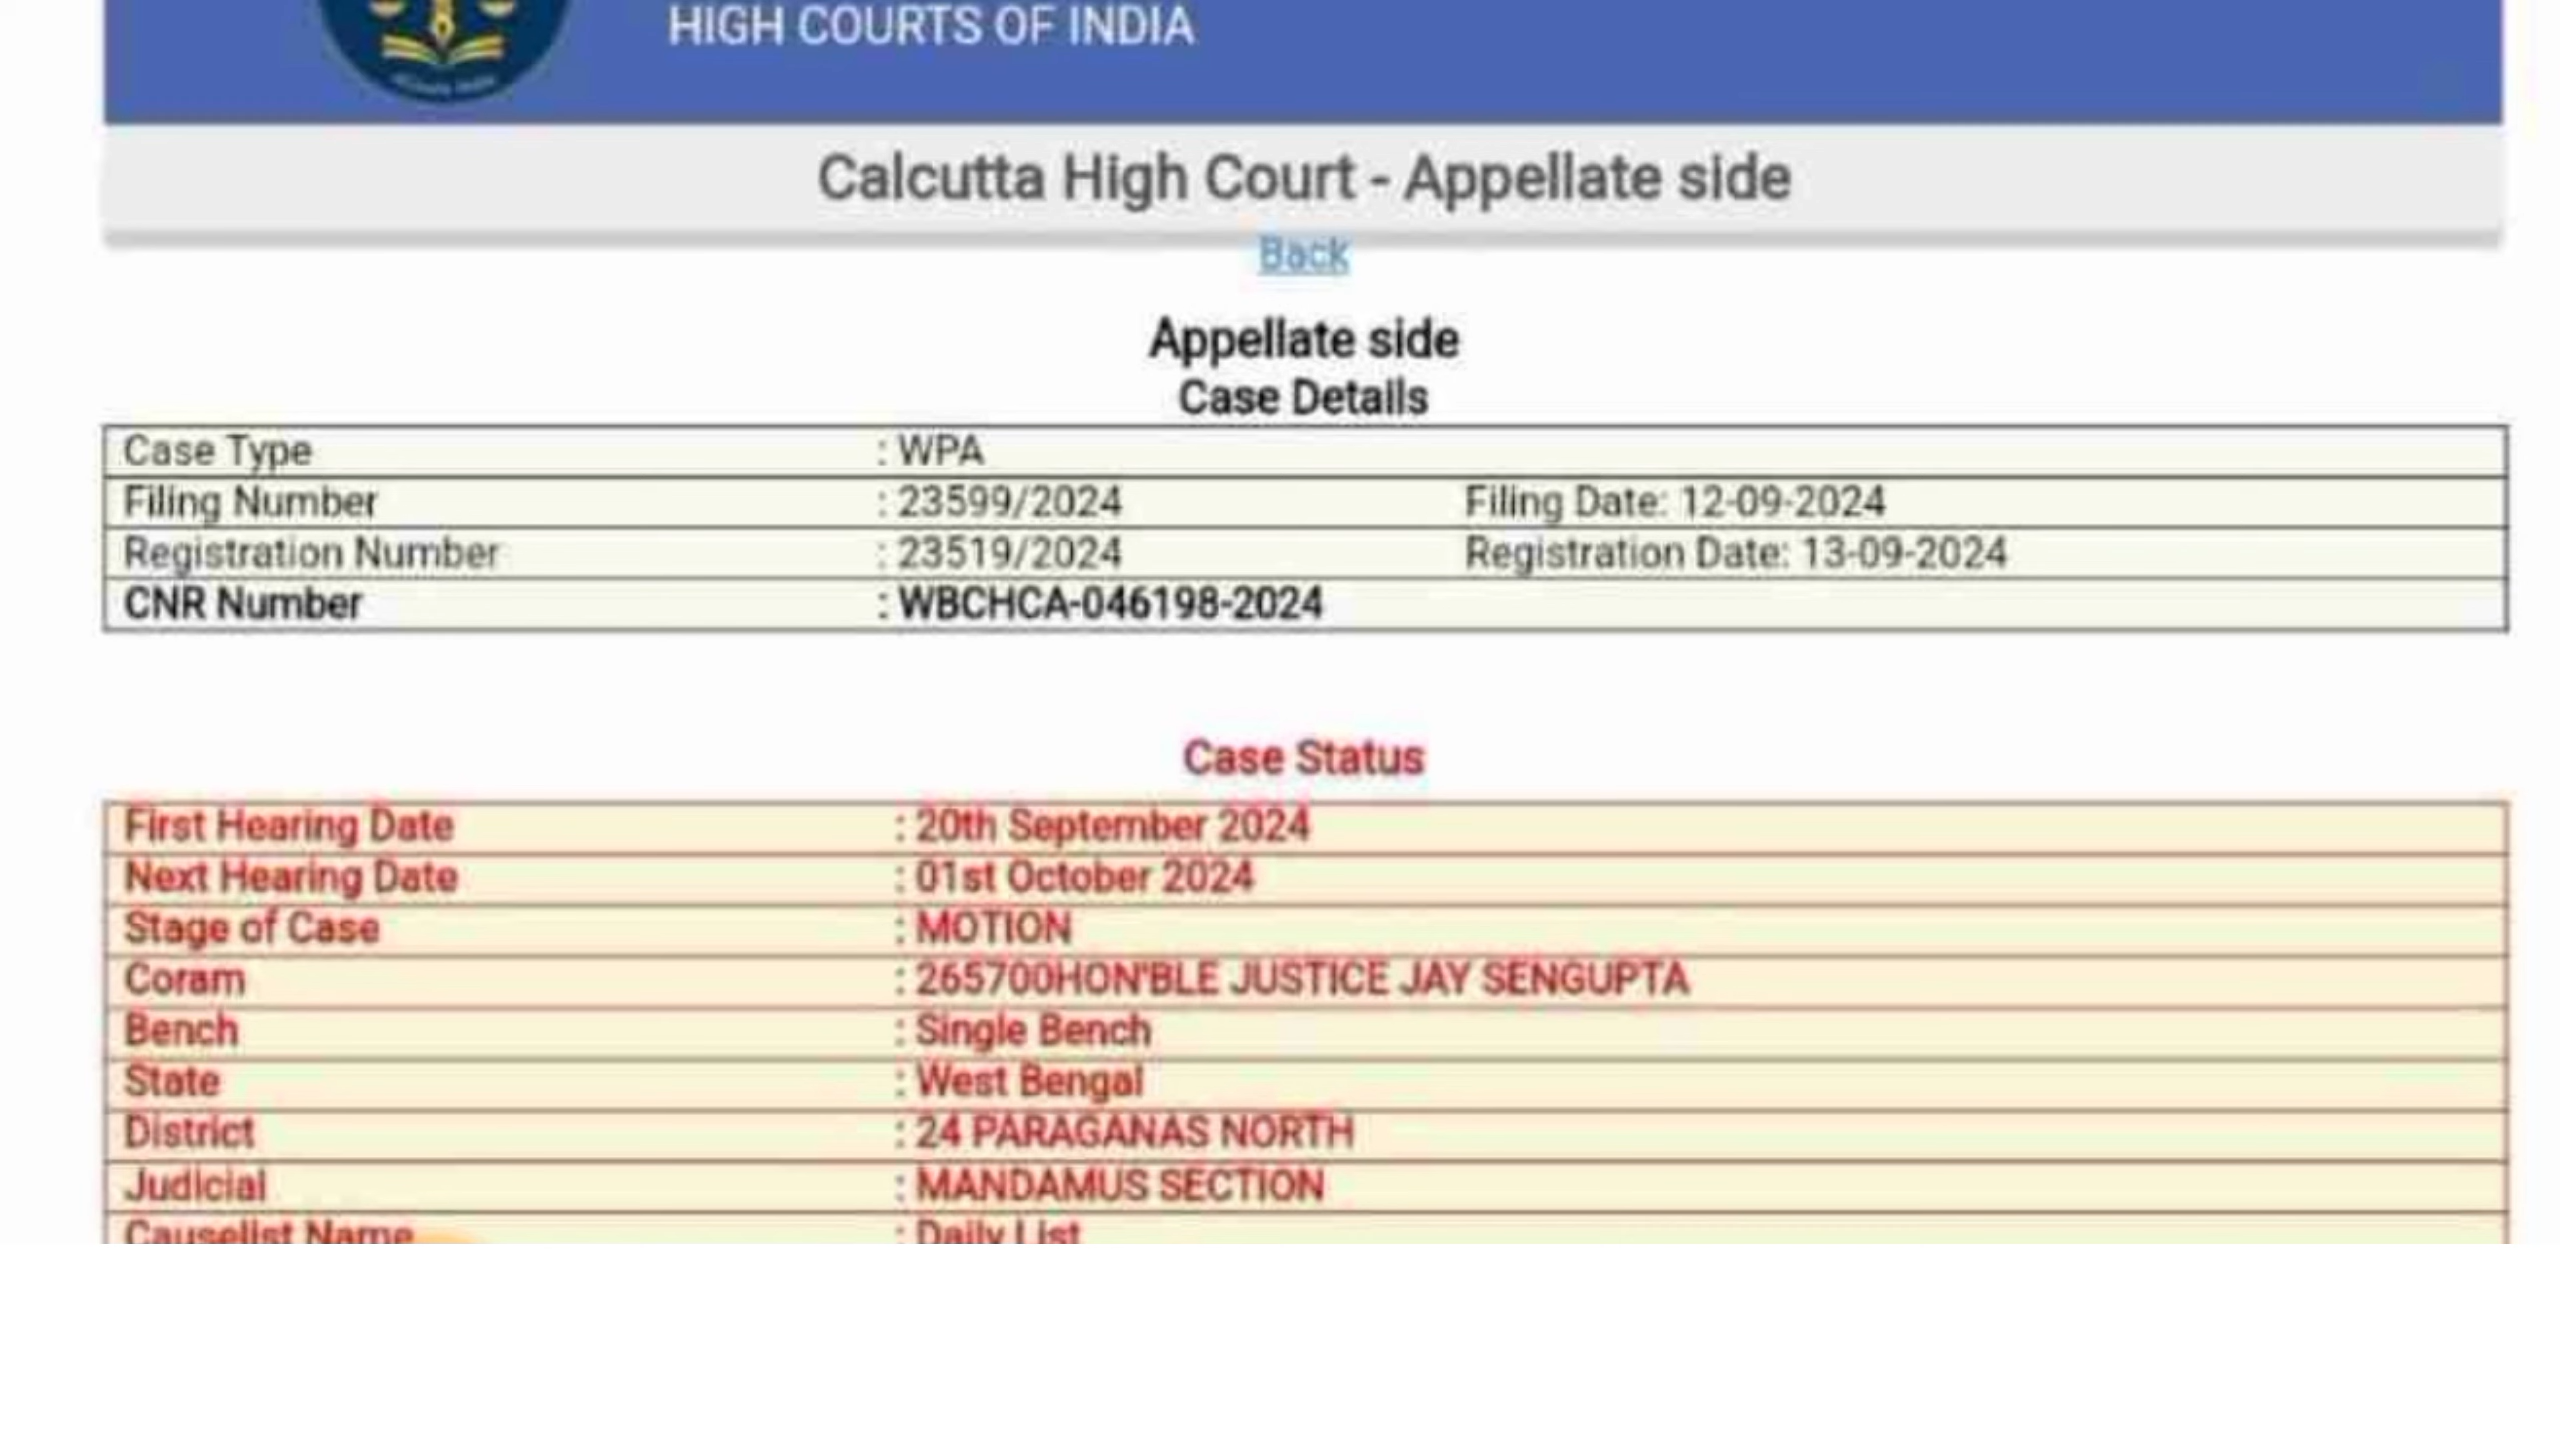 HIGH COURTS OF INDIA
Calcutta High Court - Appellate side
Back
Appellate side
Case Details
Case Type : WPA
Filing Number : 23599/2024 Filing Date: 12-09-2024
Registration Number : 23519/2024 Registration Date: 13-09-2024
CNR Number : WBCHCA-046198-2024
Case Status
First Hearing Date : 20th September 2024
Next Hearing Date : 01st October 2024
Stage of Case : MOTION
Coram : 265700HON'BLE JUSTICE JAY SENGUPTA
Bench : Single Bench
State : West Bengal
District : 24 PARAGANAS NORTH
Judicial : MANDAMUS SECTION
Causelist Name : Daily List